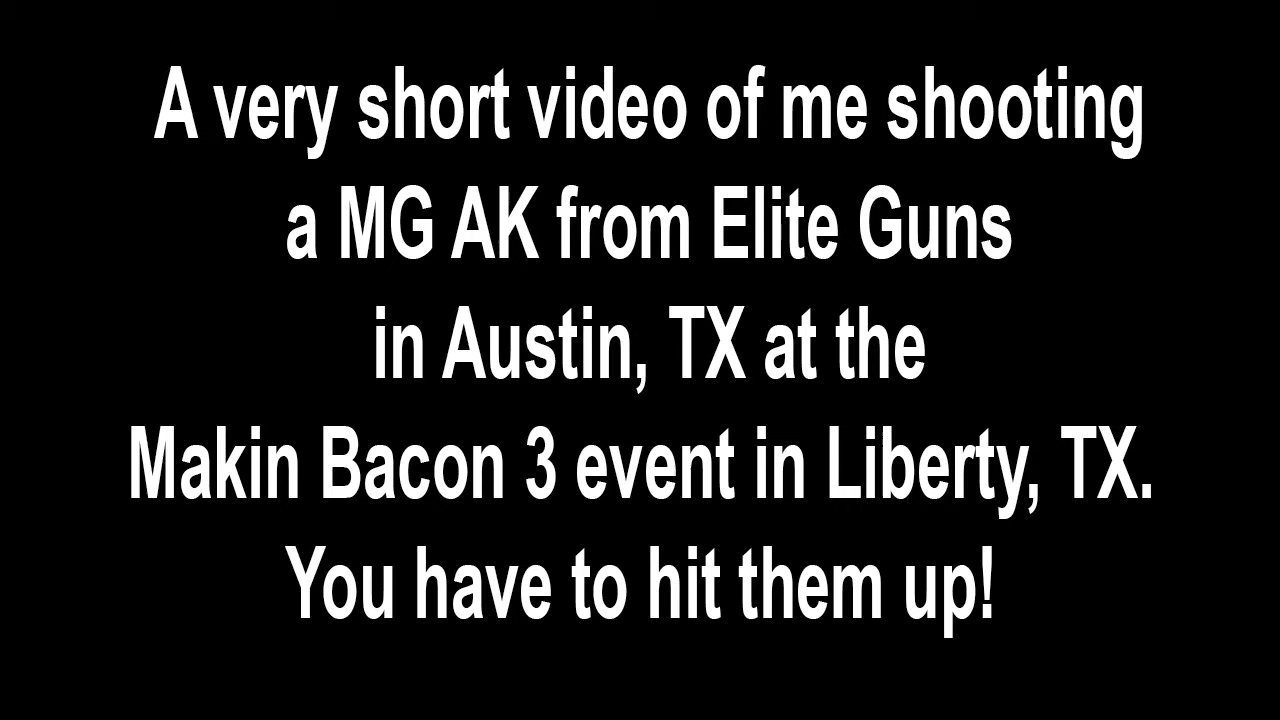 A very short video of me shooting
a MG AK from Elite Guns
in Austin, TX at the
Makin Bacon 3 event in Liberty, TX.
You have to hit them up!